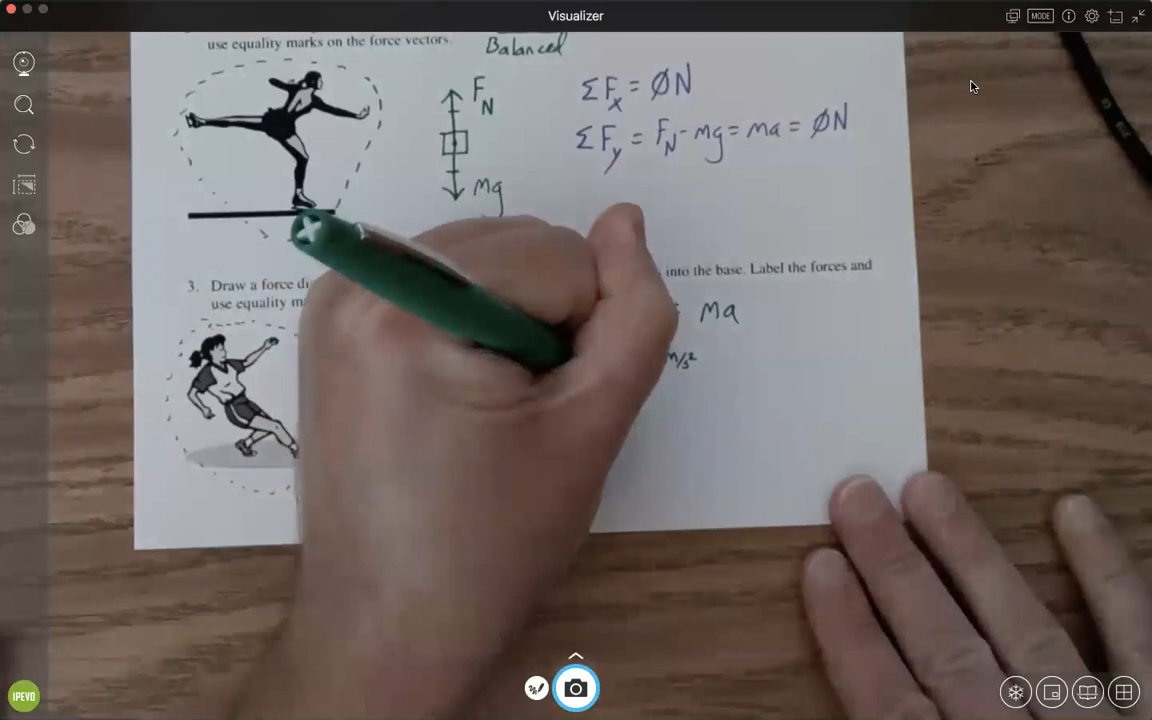 Visualizer
MODE
use equality marks on the force vectors.
Balanced
F_N
Mg
ΣF_x = ØN
ΣF_y = F_N - mg = ma = ØN
3. Draw a force di
into the base. Label the forces and
use equality
Ma
m/s²
IPEVO